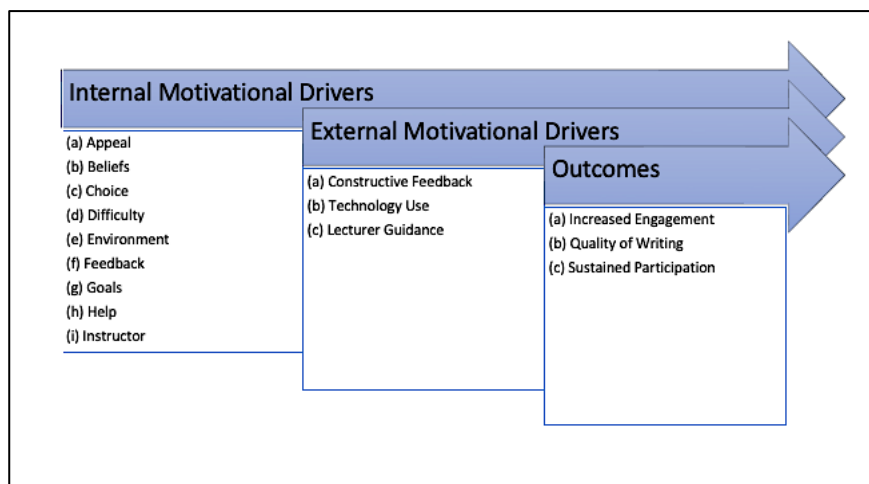 Internal Motivational Drivers
(a) Appeal
(b) Beliefs
(c) Choice
(d) Difficulty
(e) Environment
(f) Feedback
(g) Goals
(h) Help
(i) Instructor
External Motivational Drivers
(a) Constructive Feedback
(b) Technology Use
(c) Lecturer Guidance
Outcomes
(a) Increased Engagement
(b) Quality of Writing
(c) Sustained Participation